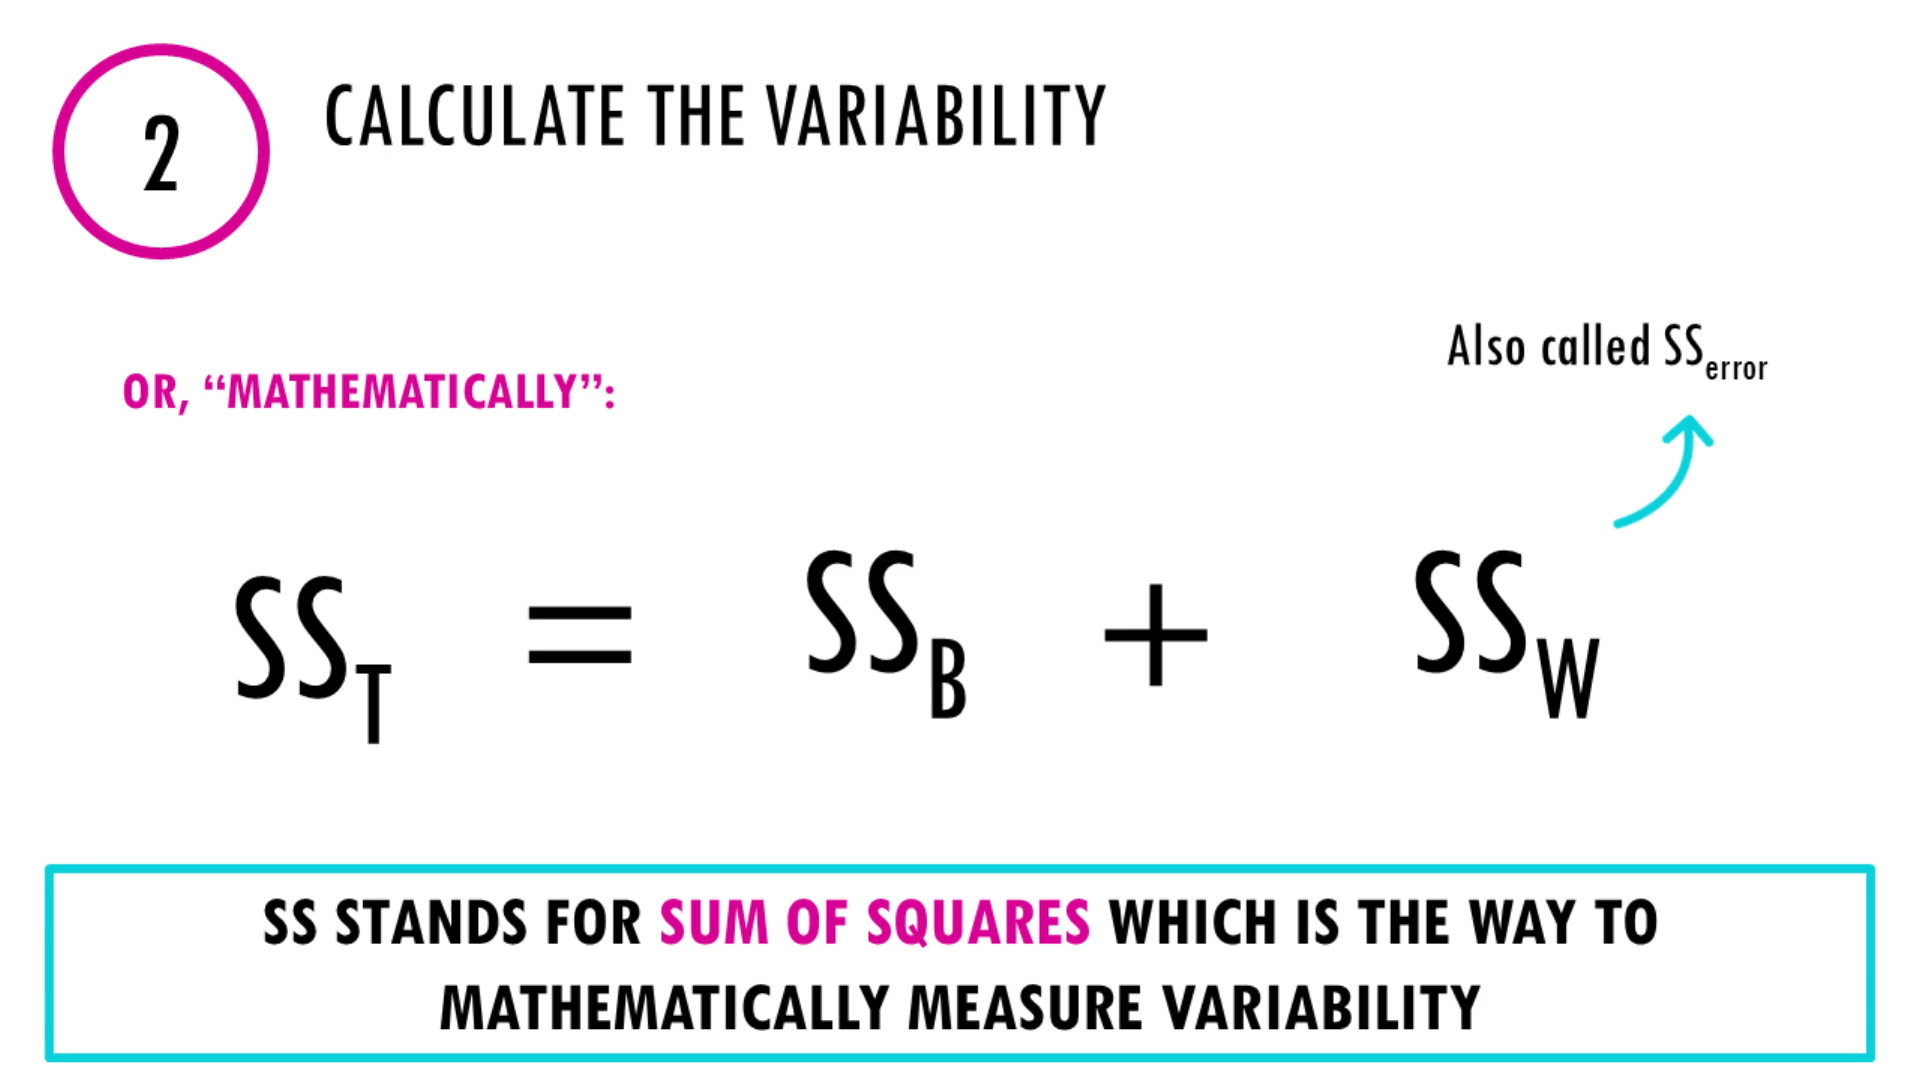 2
CALCULATE THE VARIABILITY
Also called SSerror
OR, “MATHEMATICALLY”:
SST = SSB + SSW
SS STANDS FOR SUM OF SQUARES WHICH IS THE WAY TO
MATHEMATICALLY MEASURE VARIABILITY